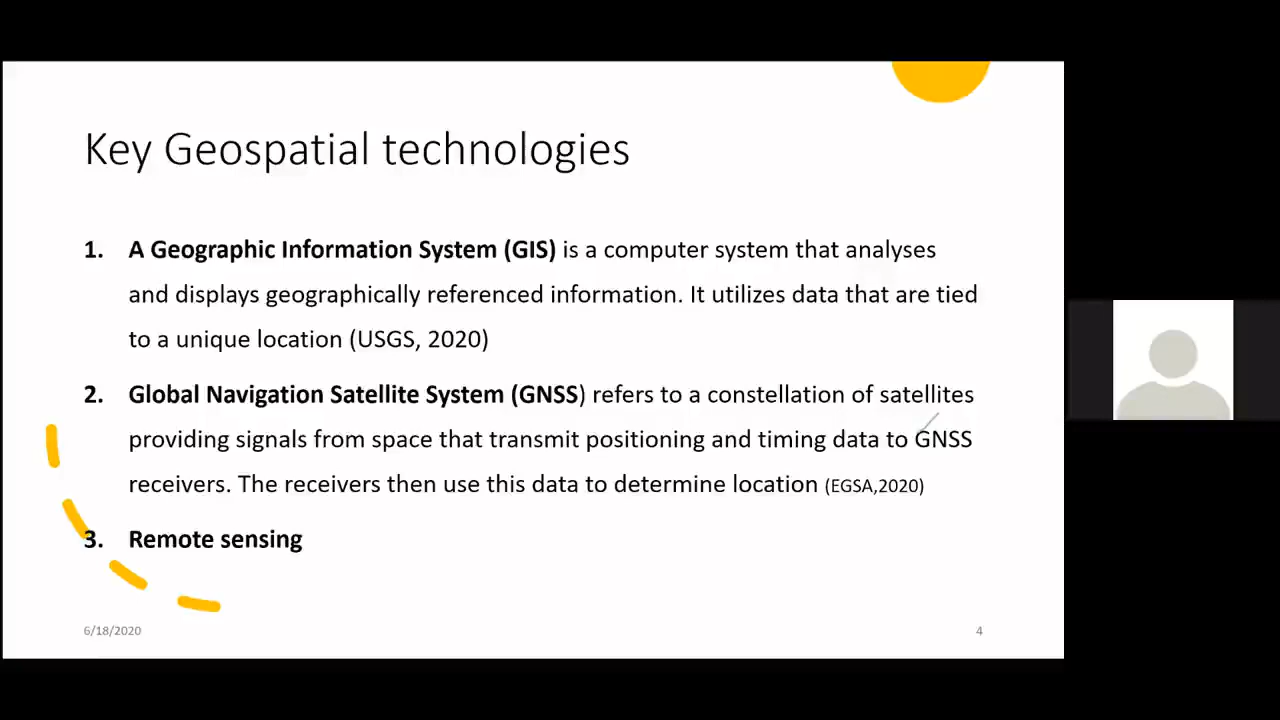 Key Geospatial technologies
1. A Geographic Information System (GIS) is a computer system that analyses
and displays geographically referenced information. It utilizes data that are tied
to a unique location (USGS, 2020)
2. Global Navigation Satellite System (GNSS) refers to a constellation of satellites
providing signals from space that transmit positioning and timing data to GNSS
receivers. The receivers then use this data to determine location (EGSA,2020)
3. Remote sensing
6/18/2020
4